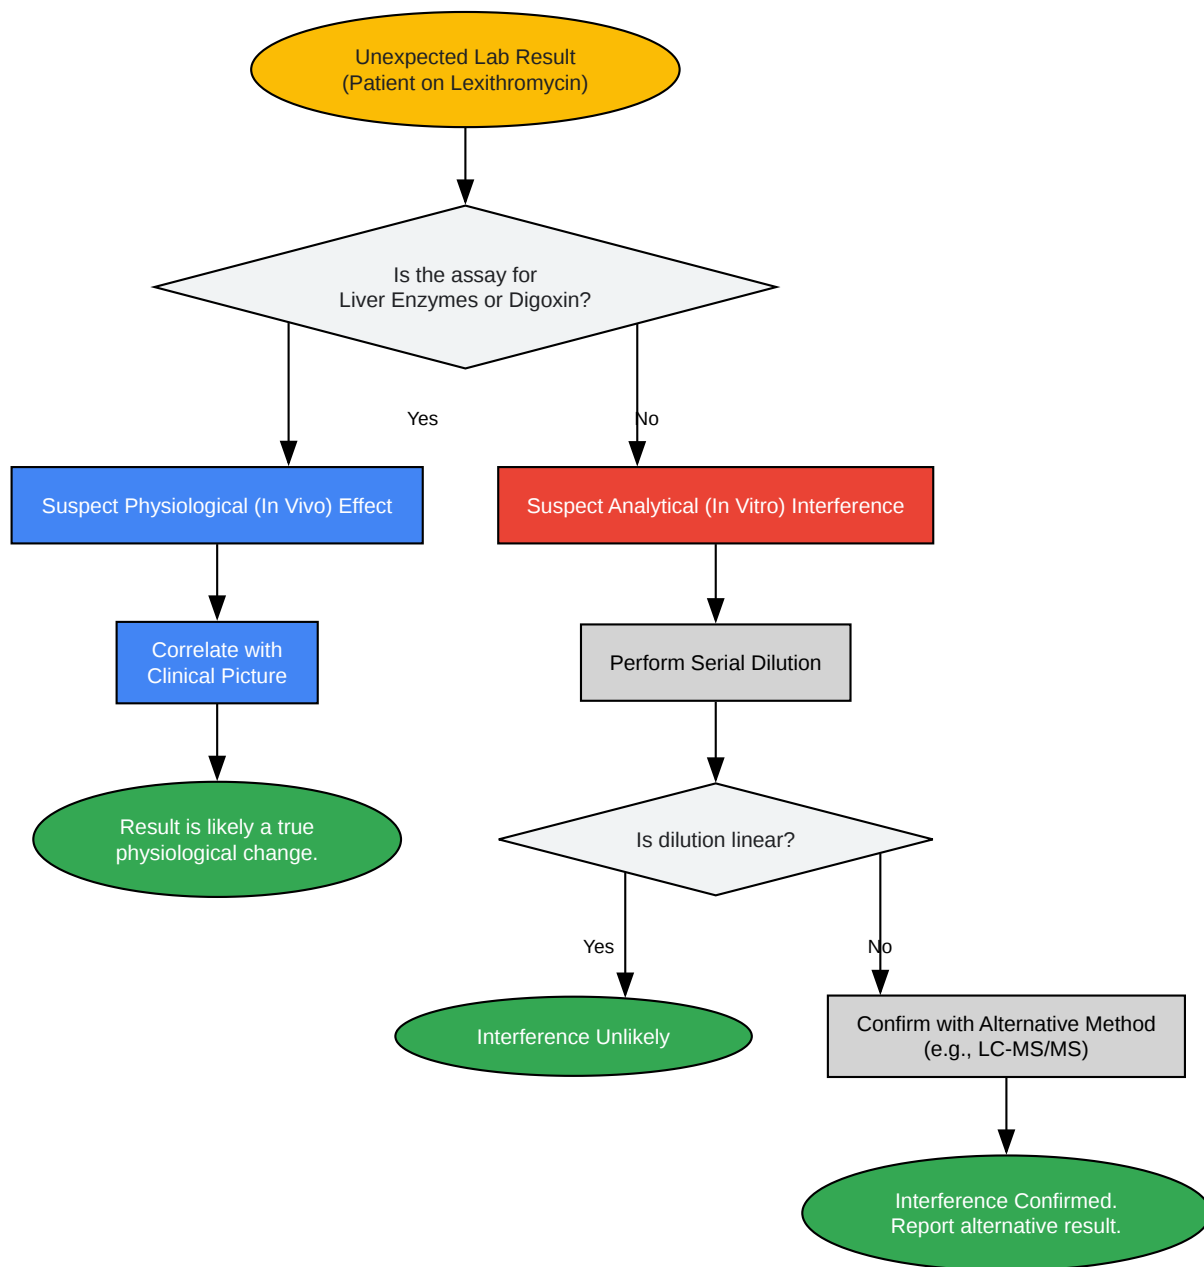 Unexpected Lab Result
(Patient on Lexithromycin)
Is the assay for
Liver Enzymes or Digoxin?
Yes
No
Suspect Physiological (In Vivo) Effect
Suspect Analytical (In Vitro) Interference
Correlate with
Clinical Picture
Perform Serial Dilution
Result is likely a true
physiological change.
Is dilution linear?
Yes
No
Interference Unlikely
Confirm with Alternative Method
(e.g., LC-MS/MS)
Interference Confirmed.
Report alternative result.